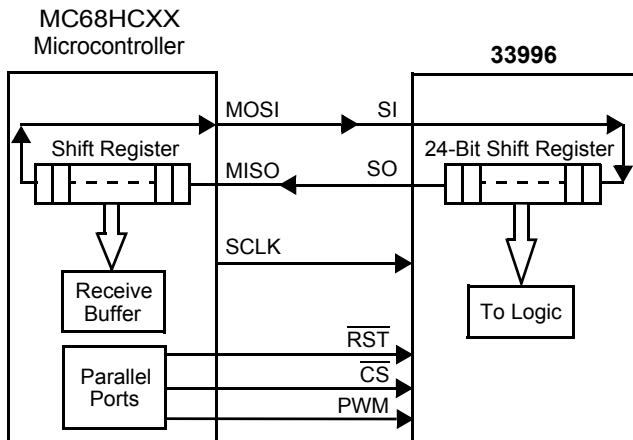 MC68HCXX
Microcontroller
33996
MOSI SI
Shift Register
24-Bit Shift Register
MISO SO
SCLK
Receive
Buffer
To Logic
RST
Parallel
Ports
CS
PWM